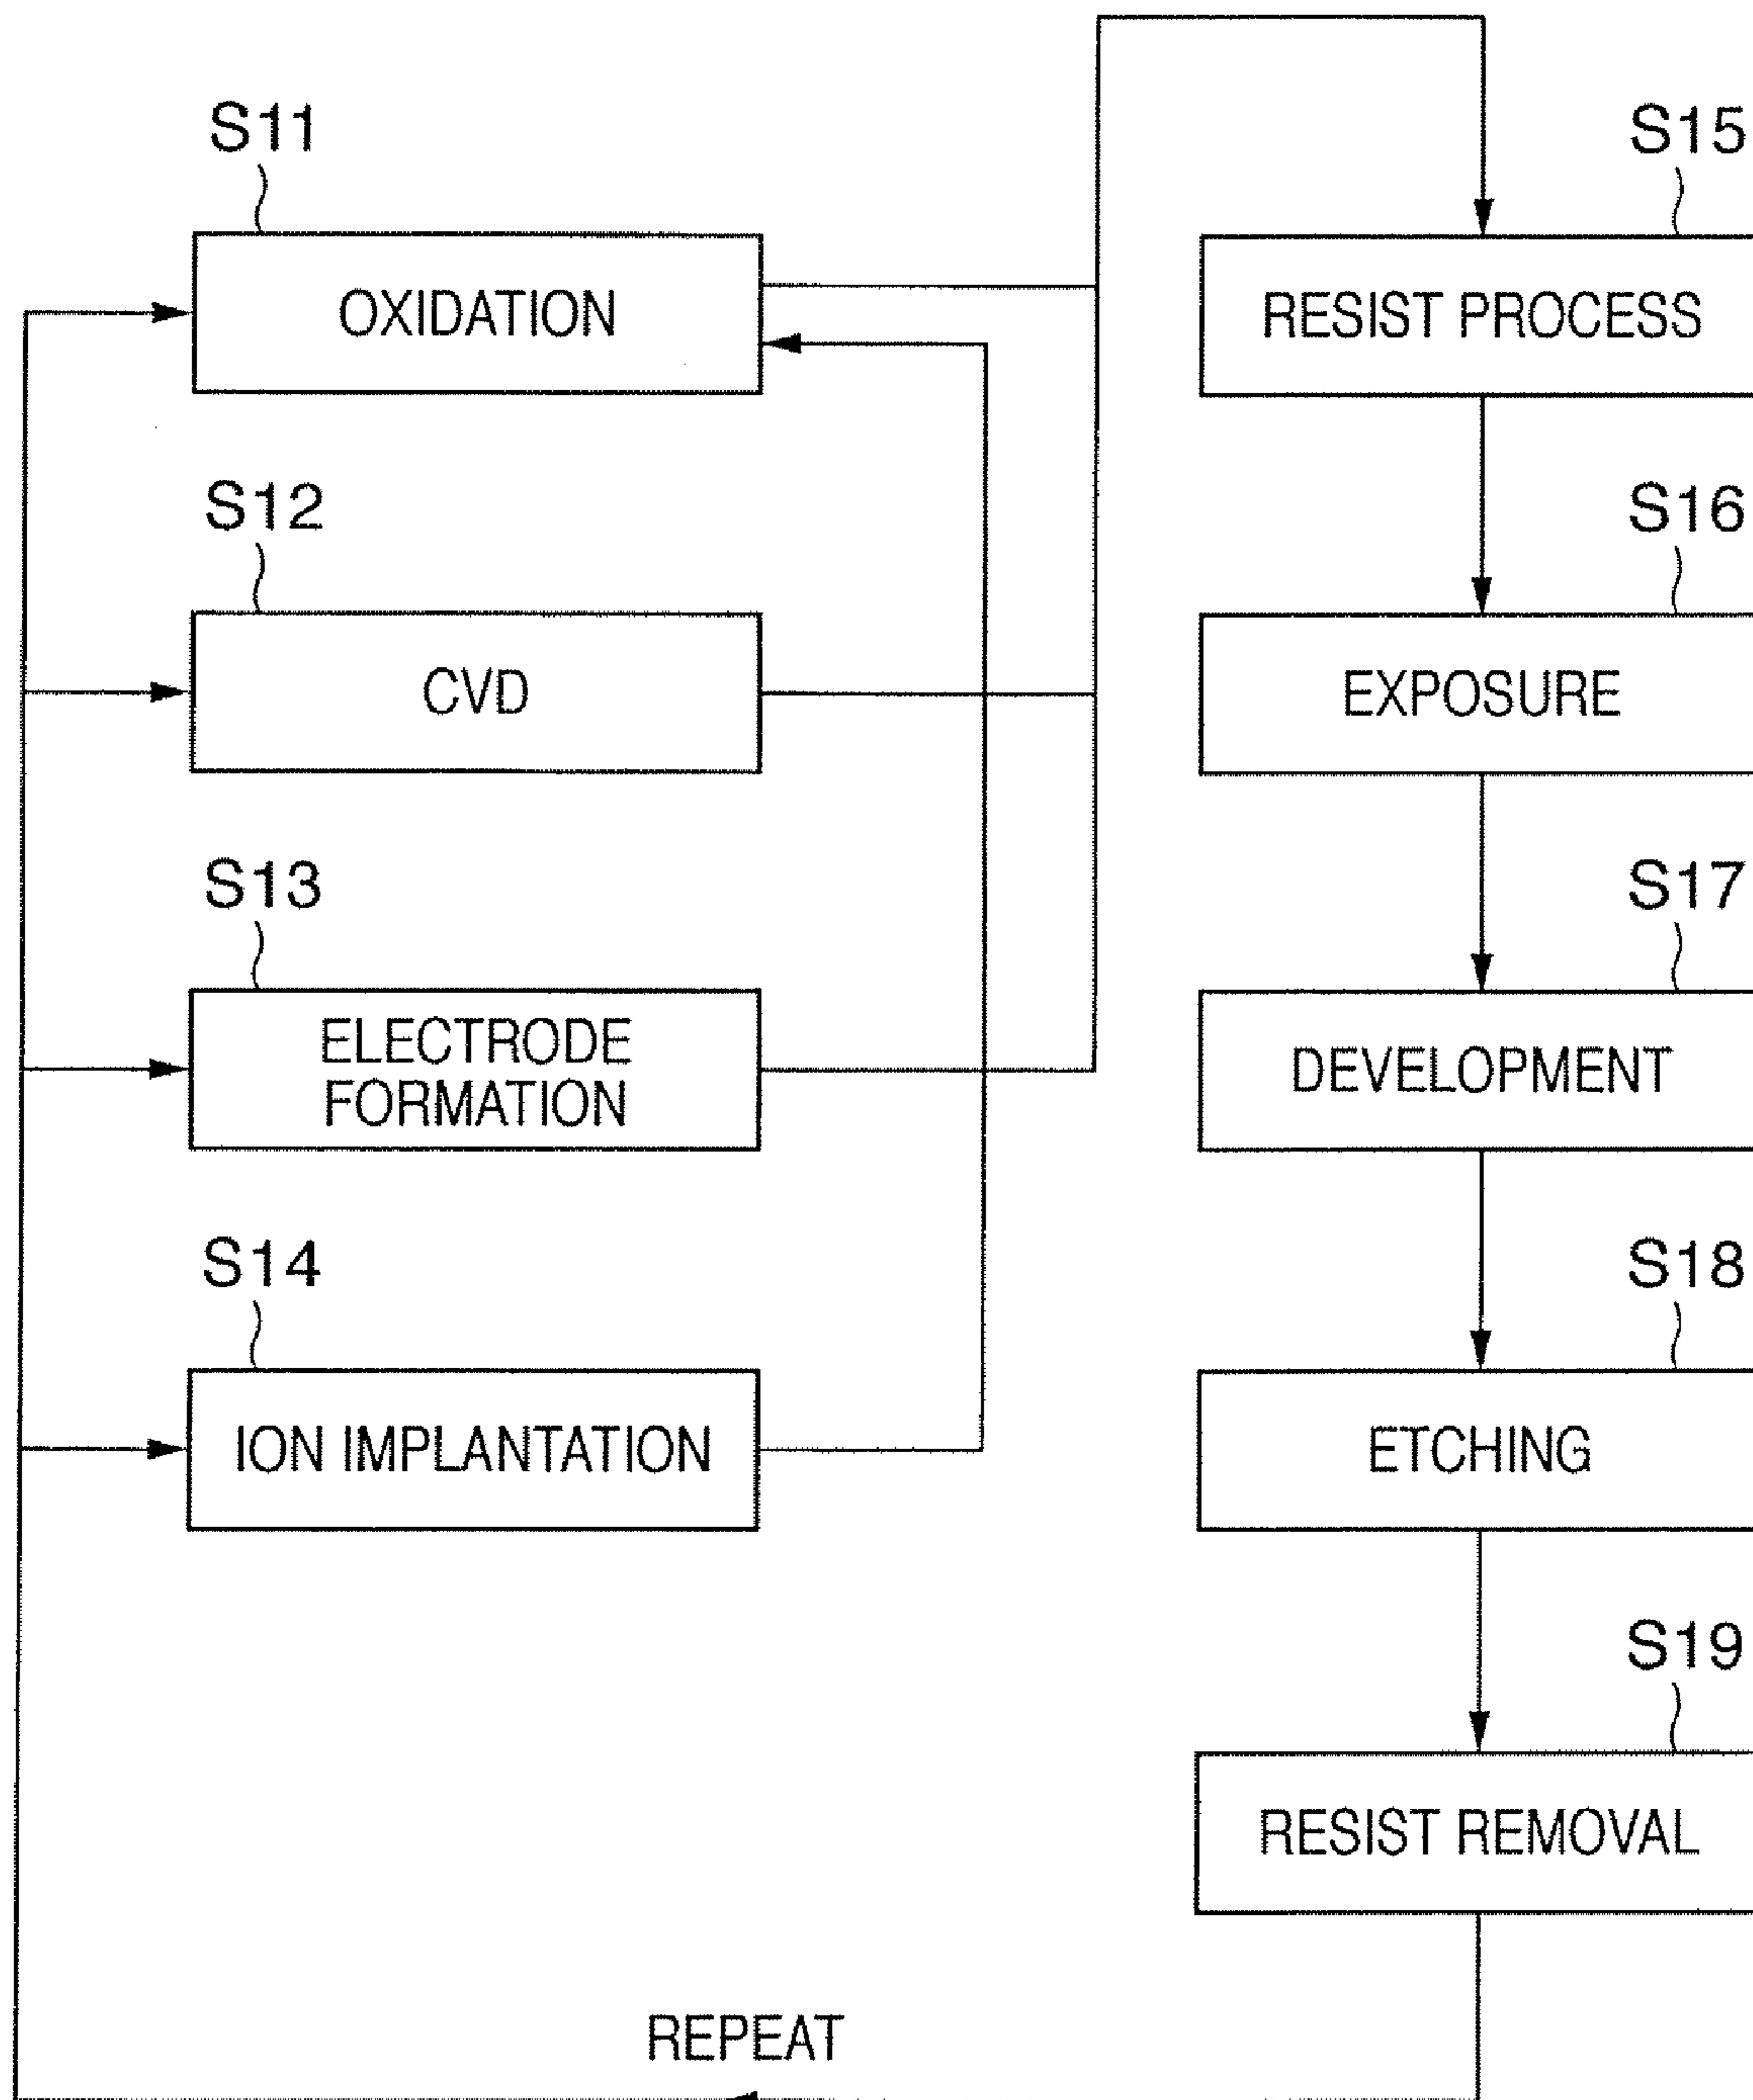 S11
OXIDATION
S12
CVD
S13
ELECTRODE
FORMATION
S14
ION IMPLANTATION
S15
RESIST PROCESS
S16
EXPOSURE
S17
DEVELOPMENT
S18
ETCHING
S19
RESIST REMOVAL
REPEAT